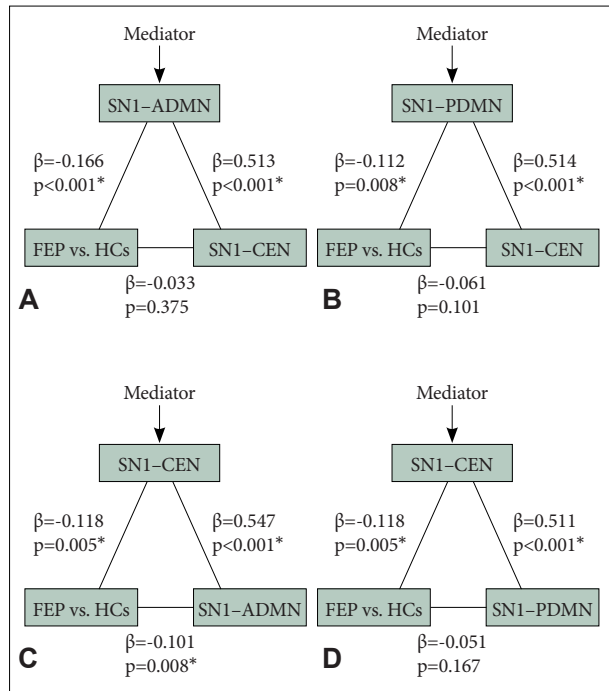 Mediator
SN1–ADMN
β=-0.166
p<0.001*
β=0.513
p<0.001*
FEP vs. HCs
SN1–CEN
β=-0.033
p=0.375
A
Mediator
SN1–PDMN
β=-0.112
p=0.008*
β=0.514
p<0.001*
FEP vs. HCs
SN1–CEN
β=-0.061
p=0.101
B
Mediator
SN1–CEN
β=-0.118
p=0.005*
β=0.547
p<0.001*
FEP vs. HCs
SN1–ADMN
β=-0.101
p=0.008*
C
Mediator
SN1–CEN
β=-0.118
p=0.005*
β=0.511
p<0.001*
FEP vs. HCs
SN1–PDMN
β=-0.051
p=0.167
D